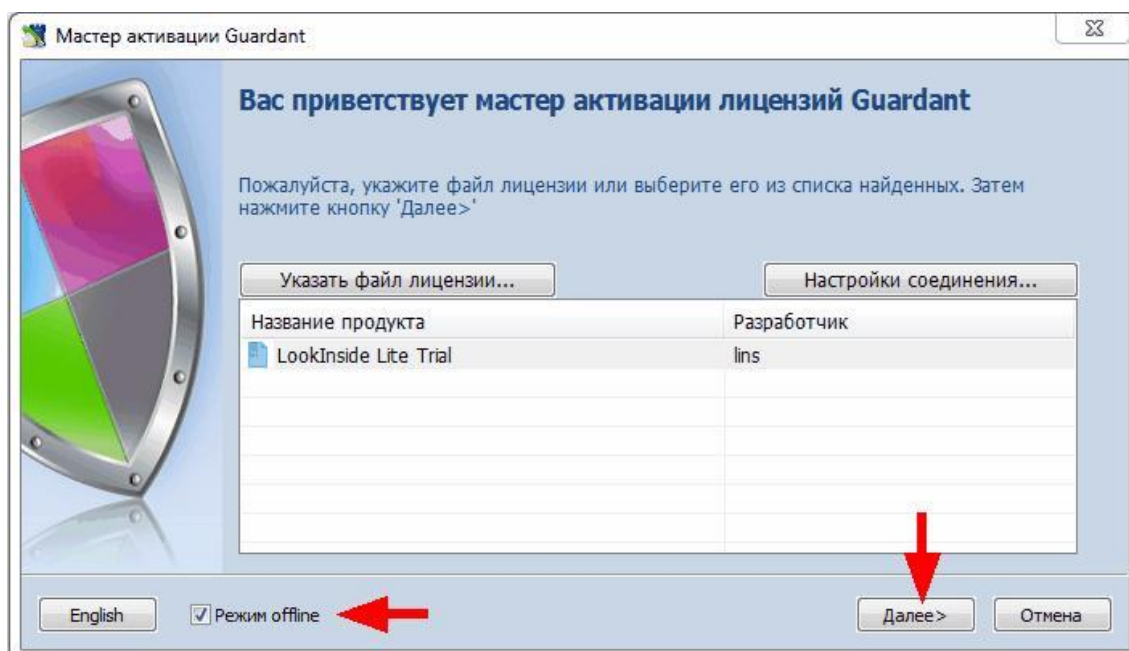 Мастер активации Guardant
Вас приветствует мастер активации лицензий Guardant
Пожалуйста, укажите файл лицензии или выберите его из списка найденных. Затем
нажмите кнопку 'Далее>'
Указать файл лицензии...
Настройки соединения...
Название продукта
Разработчик
LookInside Lite Trial
lins
English
Режим offline
Далее>
Отмена